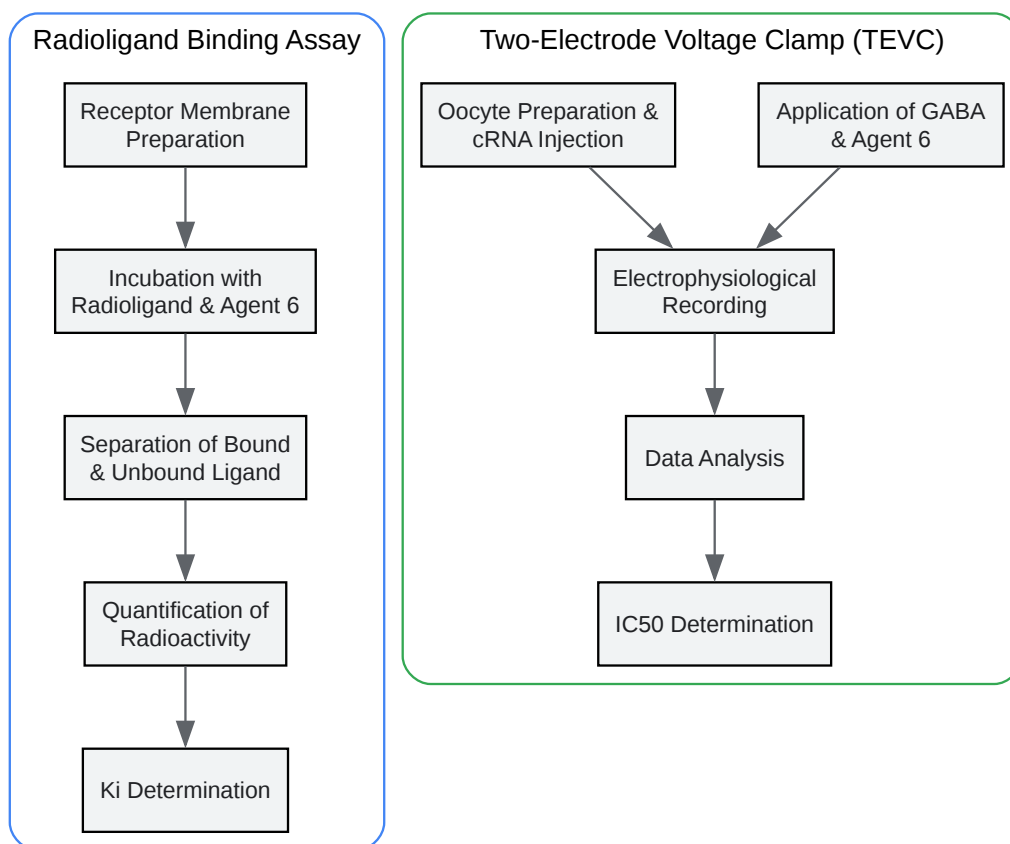 Radioligand Binding Assay
Receptor Membrane
Preparation
Incubation with
Radioligand & Agent 6
Separation of Bound
& Unbound Ligand
Quantification of
Radioactivity
Ki Determination
Two-Electrode Voltage Clamp (TEVC)
Oocyte Preparation &
cRNA Injection
Application of GABA
& Agent 6
Electrophysiological
Recording
Data Analysis
IC50 Determination